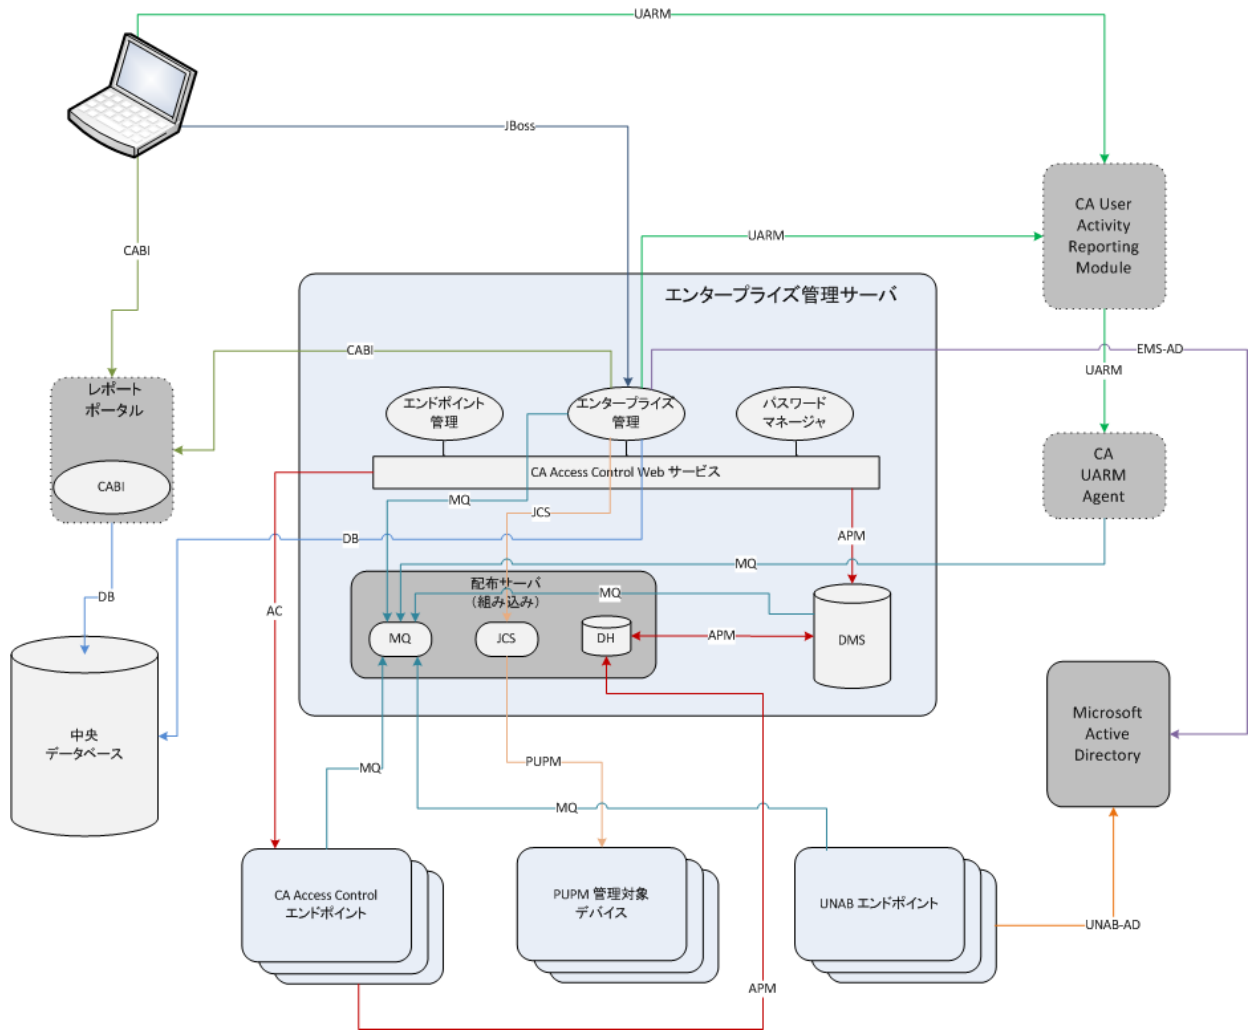 UARM
JBoss
CA User
Activity
Reporting
Module
CABI
UARM
エンタープライズ管理サーバ
CABI
EMS-AD
UARM
レポート
ポータル
CABI
エンドポイント
管理
エンタープライズ
管理
パスワード
マネージャ
CA Access Control Web サービス
CA
UARM
Agent
MQ
JCS
DB
APM
MQ
配布サーバ
（組み込み）
MQ
DB
AC
MQ
JCS
DH
APM
DMS
中央
データベース
Microsoft
Active
Directory
MQ
PUPM
MQ
CA Access Control
エンドポイント
PUPM 管理対象
デバイス
UNAB エンドポイント
UNAB-AD
APM